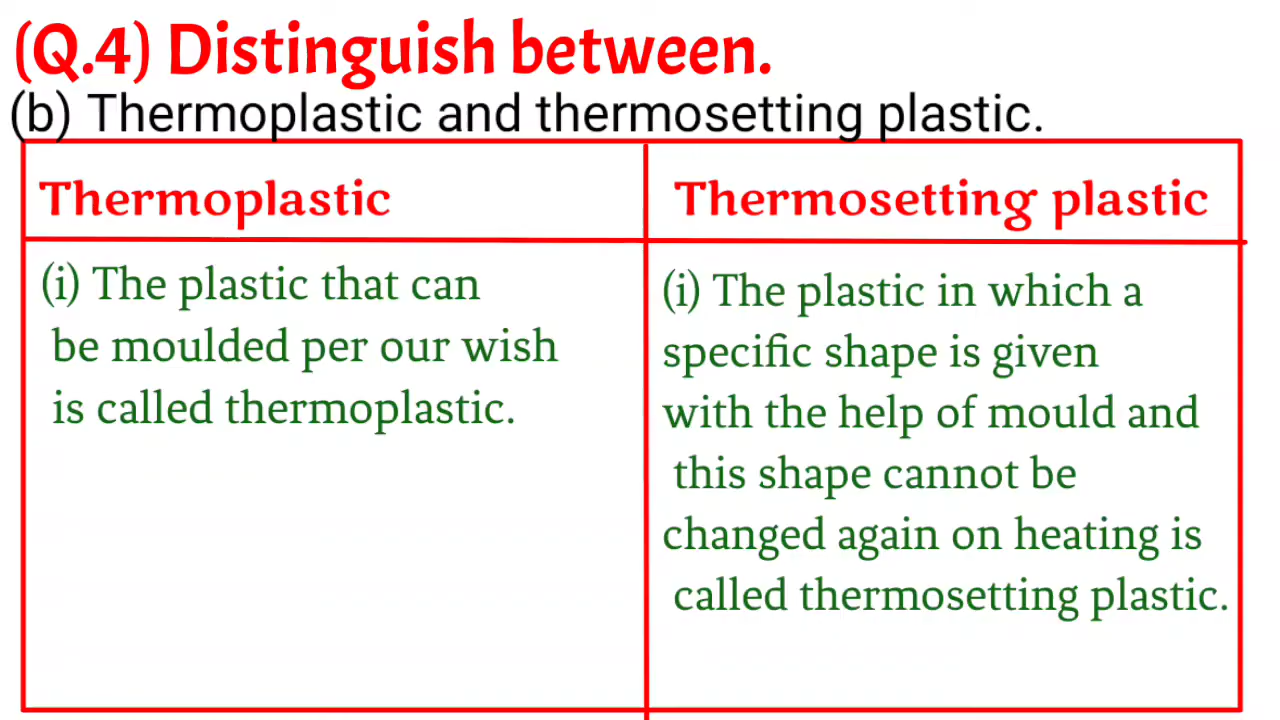 (Q.4) Distinguish between.
(b) Thermoplastic and thermosetting plastic.
Thermoplastic
(i) The plastic that can
be moulded per our wish
is called thermoplastic.
Thermosetting plastic
(i) The plastic in which a
specific shape is given
with the help of mould and
this shape cannot be
changed again on heating is
called thermosetting plastic.